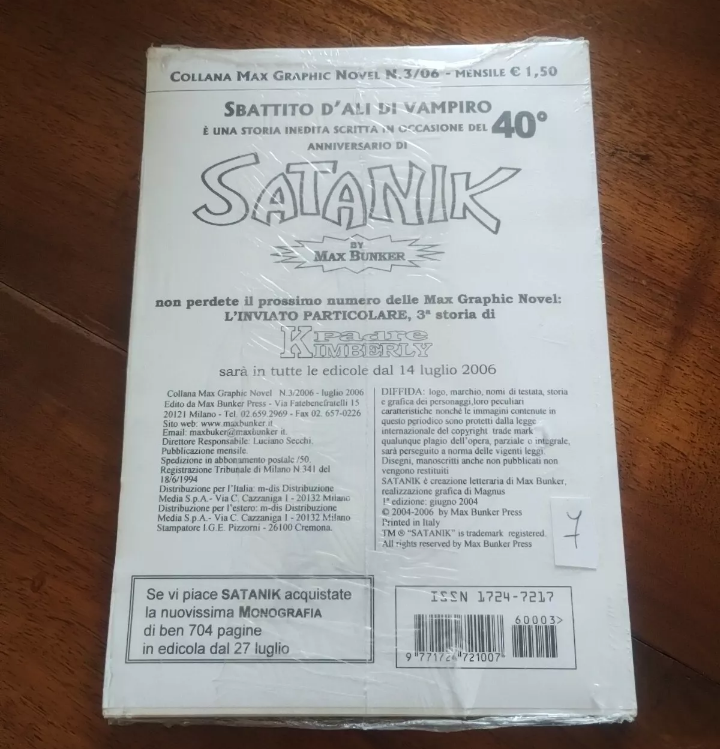 COLLANA MAX GRAPHIC NOVEL N.3/06 - MENSILE € 1,50
SBATTITO D'ALI DI VAMPIRO
È UNA STORIA INEDITA SCRITTA IN OCCASIONE DEL 40°
ANNIVERSARIO DI
SATANIK
BY
MAX BUNKER
non perdete il prossimo numero delle Max Graphic Novel:
L'INVIATO PARTICOLARE, 3ª storia di
Padre
KIMBERLY
sarà in tutte le edicole dal 14 luglio 2006
Collana Max Graphic Novel N.3/2006 - luglio 2006
Edito da Max Bunker Press - Via Fatebenefratelli 15
20121 Milano - Tel. 02.659.2969 - Fax 02. 657-0226
Sito web: www.maxbunker.it
Email: maxbuker@maxbunker.it.
Direttore Responsabile: Luciano Secchi.
Pubblicazione mensile.
Spedizione in abbonamento postale /50.
Registrazione Tribunale di Milano N 341 del
18/6/1994
Distribuzione per l'Italia: m-dis Distribuzione
Media S.p.A.- Via C. Cazzaniga 1 - 20132 Milano
Distribuzione per l'estero: m-dis Distribuzione
Media S.p.A.- Via C. Cazzaniga 1 - 20132 Milano
Stampatore I.G.E. Pizzorni - 26100 Cremona.
DIFFIDA: logo, marchio, nomi di testata, storia
e grafica dei personaggi,loro peculiari
caratteristiche nonché le immagini contenute in
questo periodico sono protetti dalla legge
internazionale del copyright trade mark
qualunque plagio dell'opera, parziale o integrale,
sarà perseguito a norma delle vigenti leggi.
Disegni, manoscritti anche non pubblicati non
vengono restituiti
SATANIK è creazione letteraria di Max Bunker,
realizzazione grafica di Magnus
1ª edizione: giugno 2004
© 2004-2006 by Max Bunker Press
Printed in Italy
TM ® "SATANIK" is trademark registered.
All rights reserved by Max Bunker Press
7
Se vi piace SATANIK acquistate
la nuovissima MONOGRAFIA
di ben 704 pagine
in edicola dal 27 luglio
ISSN 1724-7217
60003>
9 771724 721007